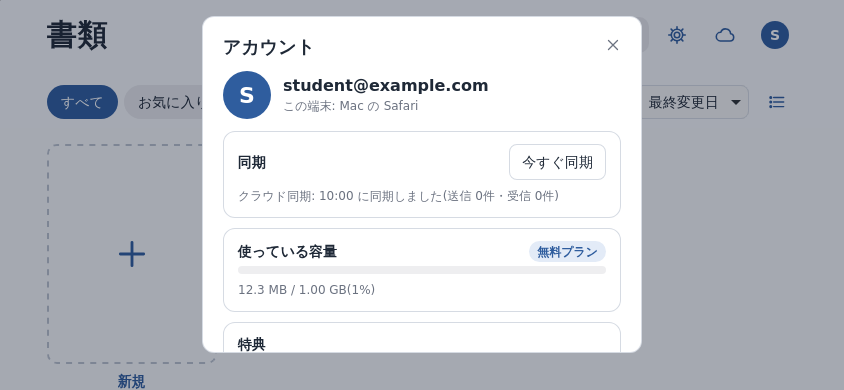 書類
S
すべて
お気に入り
最終変更日
新規
アカウント
S
student@example.com
この端末: Mac の Safari
同期
今すぐ同期
クラウド同期: 10:00 に同期しました(送信 0件・受信 0件)
使っている容量
無料プラン
12.3 MB / 1.00 GB(1%)
特典